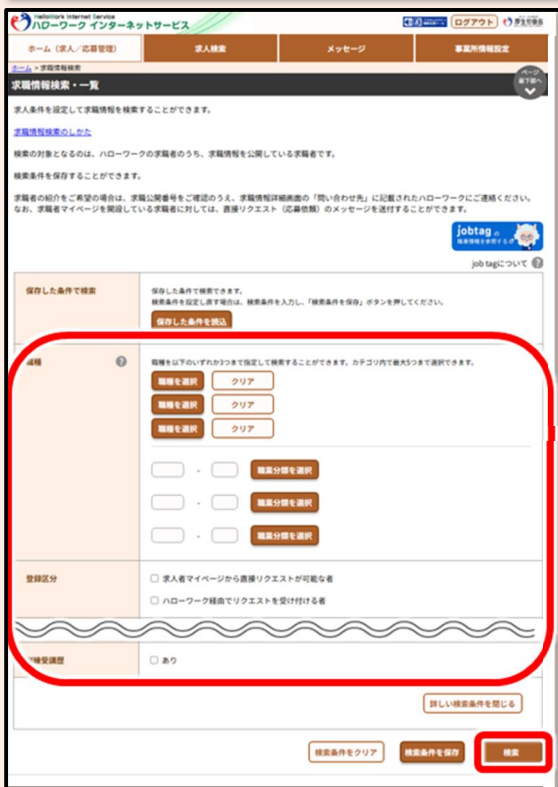 HelloWork Internet Service
ハローワーク インターネットサービス
ログアウト
厚生労働省
ホーム（求人／応募管理）
求人検索
メッセージ
事業所情報設定
ホーム > 求職情報検索
求職情報検索・一覧
ページ
最下部へ
求人条件を設定して求職情報を検索することができます。
求職情報検索のしかた
検索の対象となるのは、ハローワークの求職者のうち、求職情報を公開している求職者です。
検索条件を保存することができます。
求職者の紹介をご希望の場合は、求職公開番号をご確認のうえ、求職情報詳細画面の「問い合わせ先」に記載されたハローワークにご連絡ください。
なお、求職者マイページを開設している求職者に対しては、直接リクエスト（応募依頼）のメッセージを送付することができます。
jobtag の
職業情報を参照する
job tagについて ?
保存した条件で検索
保存した条件で検索できます。
検索条件を設定し直す場合は、検索条件を入力し、「検索条件を保存」ボタンを押してください。
保存した条件を読込
職種 ?
職種を以下のいずれか3つまで指定して検索することができます。カテゴリ内で最大5つまで選択できます。
職種を選択 クリア
職種を選択 クリア
職種を選択 クリア
- 職業分類を選択
- 職業分類を選択
- 職業分類を選択
登録区分
求人者マイページから直接リクエストが可能な者
ハローワーク経由でリクエストを受け付ける者
受講歴
あり
詳しい検索条件を閉じる
検索条件をクリア
検索条件を保存
検索